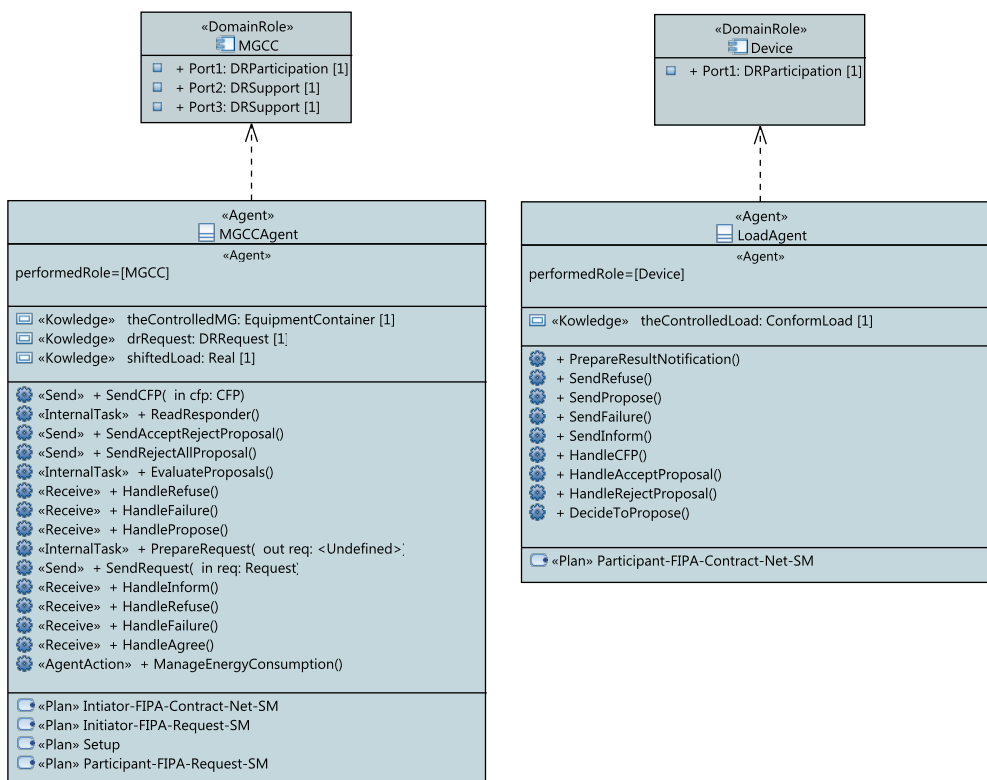 «DomainRole»
MGCC
+ Port1: DRParticipation [1]
+ Port2: DRSupport [1]
+ Port3: DRSupport [1]
«DomainRole»
Device
+ Port1: DRParticipation [1]
«Agent»
MGCCAgent
«Agent»
performedRole=[MGCC]
«Kowledge» theControlledMG: EquipmentContainer [1]
«Kowledge» drRequest: DRRequest [1]
«Kowledge» shiftedLoad: Real [1]
«Send» + SendCFP( in cfp: CFP)
«InternalTask» + ReadResponder()
«Send» + SendAcceptRejectProposal()
«Send» + SendRejectAllProposal()
«InternalTask» + EvaluateProposals()
«Receive» + HandleRefuse()
«Receive» + HandleFailure()
«Receive» + HandlePropose()
«InternalTask» + PrepareRequest( out req: <Undefined>)
«Send» + SendRequest( in req: Request)
«Receive» + HandleInform()
«Receive» + HandleRefuse()
«Receive» + HandleFailure()
«Receive» + HandleAgree()
«AgentAction» + ManageEnergyConsumption()
«Plan» Intiator-FIPA-Contract-Net-SM
«Plan» Initiator-FIPA-Request-SM
«Plan» Setup
«Plan» Participant-FIPA-Request-SM
«Agent»
LoadAgent
«Agent»
performedRole=[Device]
«Kowledge» theControlledLoad: ConformLoad [1]
+ PrepareResultNotification()
+ SendRefuse()
+ SendPropose()
+ SendFailure()
+ SendInform()
+ HandleCFP()
+ HandleAcceptProposal()
+ HandleRejectProposal()
+ DecideToPropose()
«Plan» Participant-FIPA-Contract-Net-SM